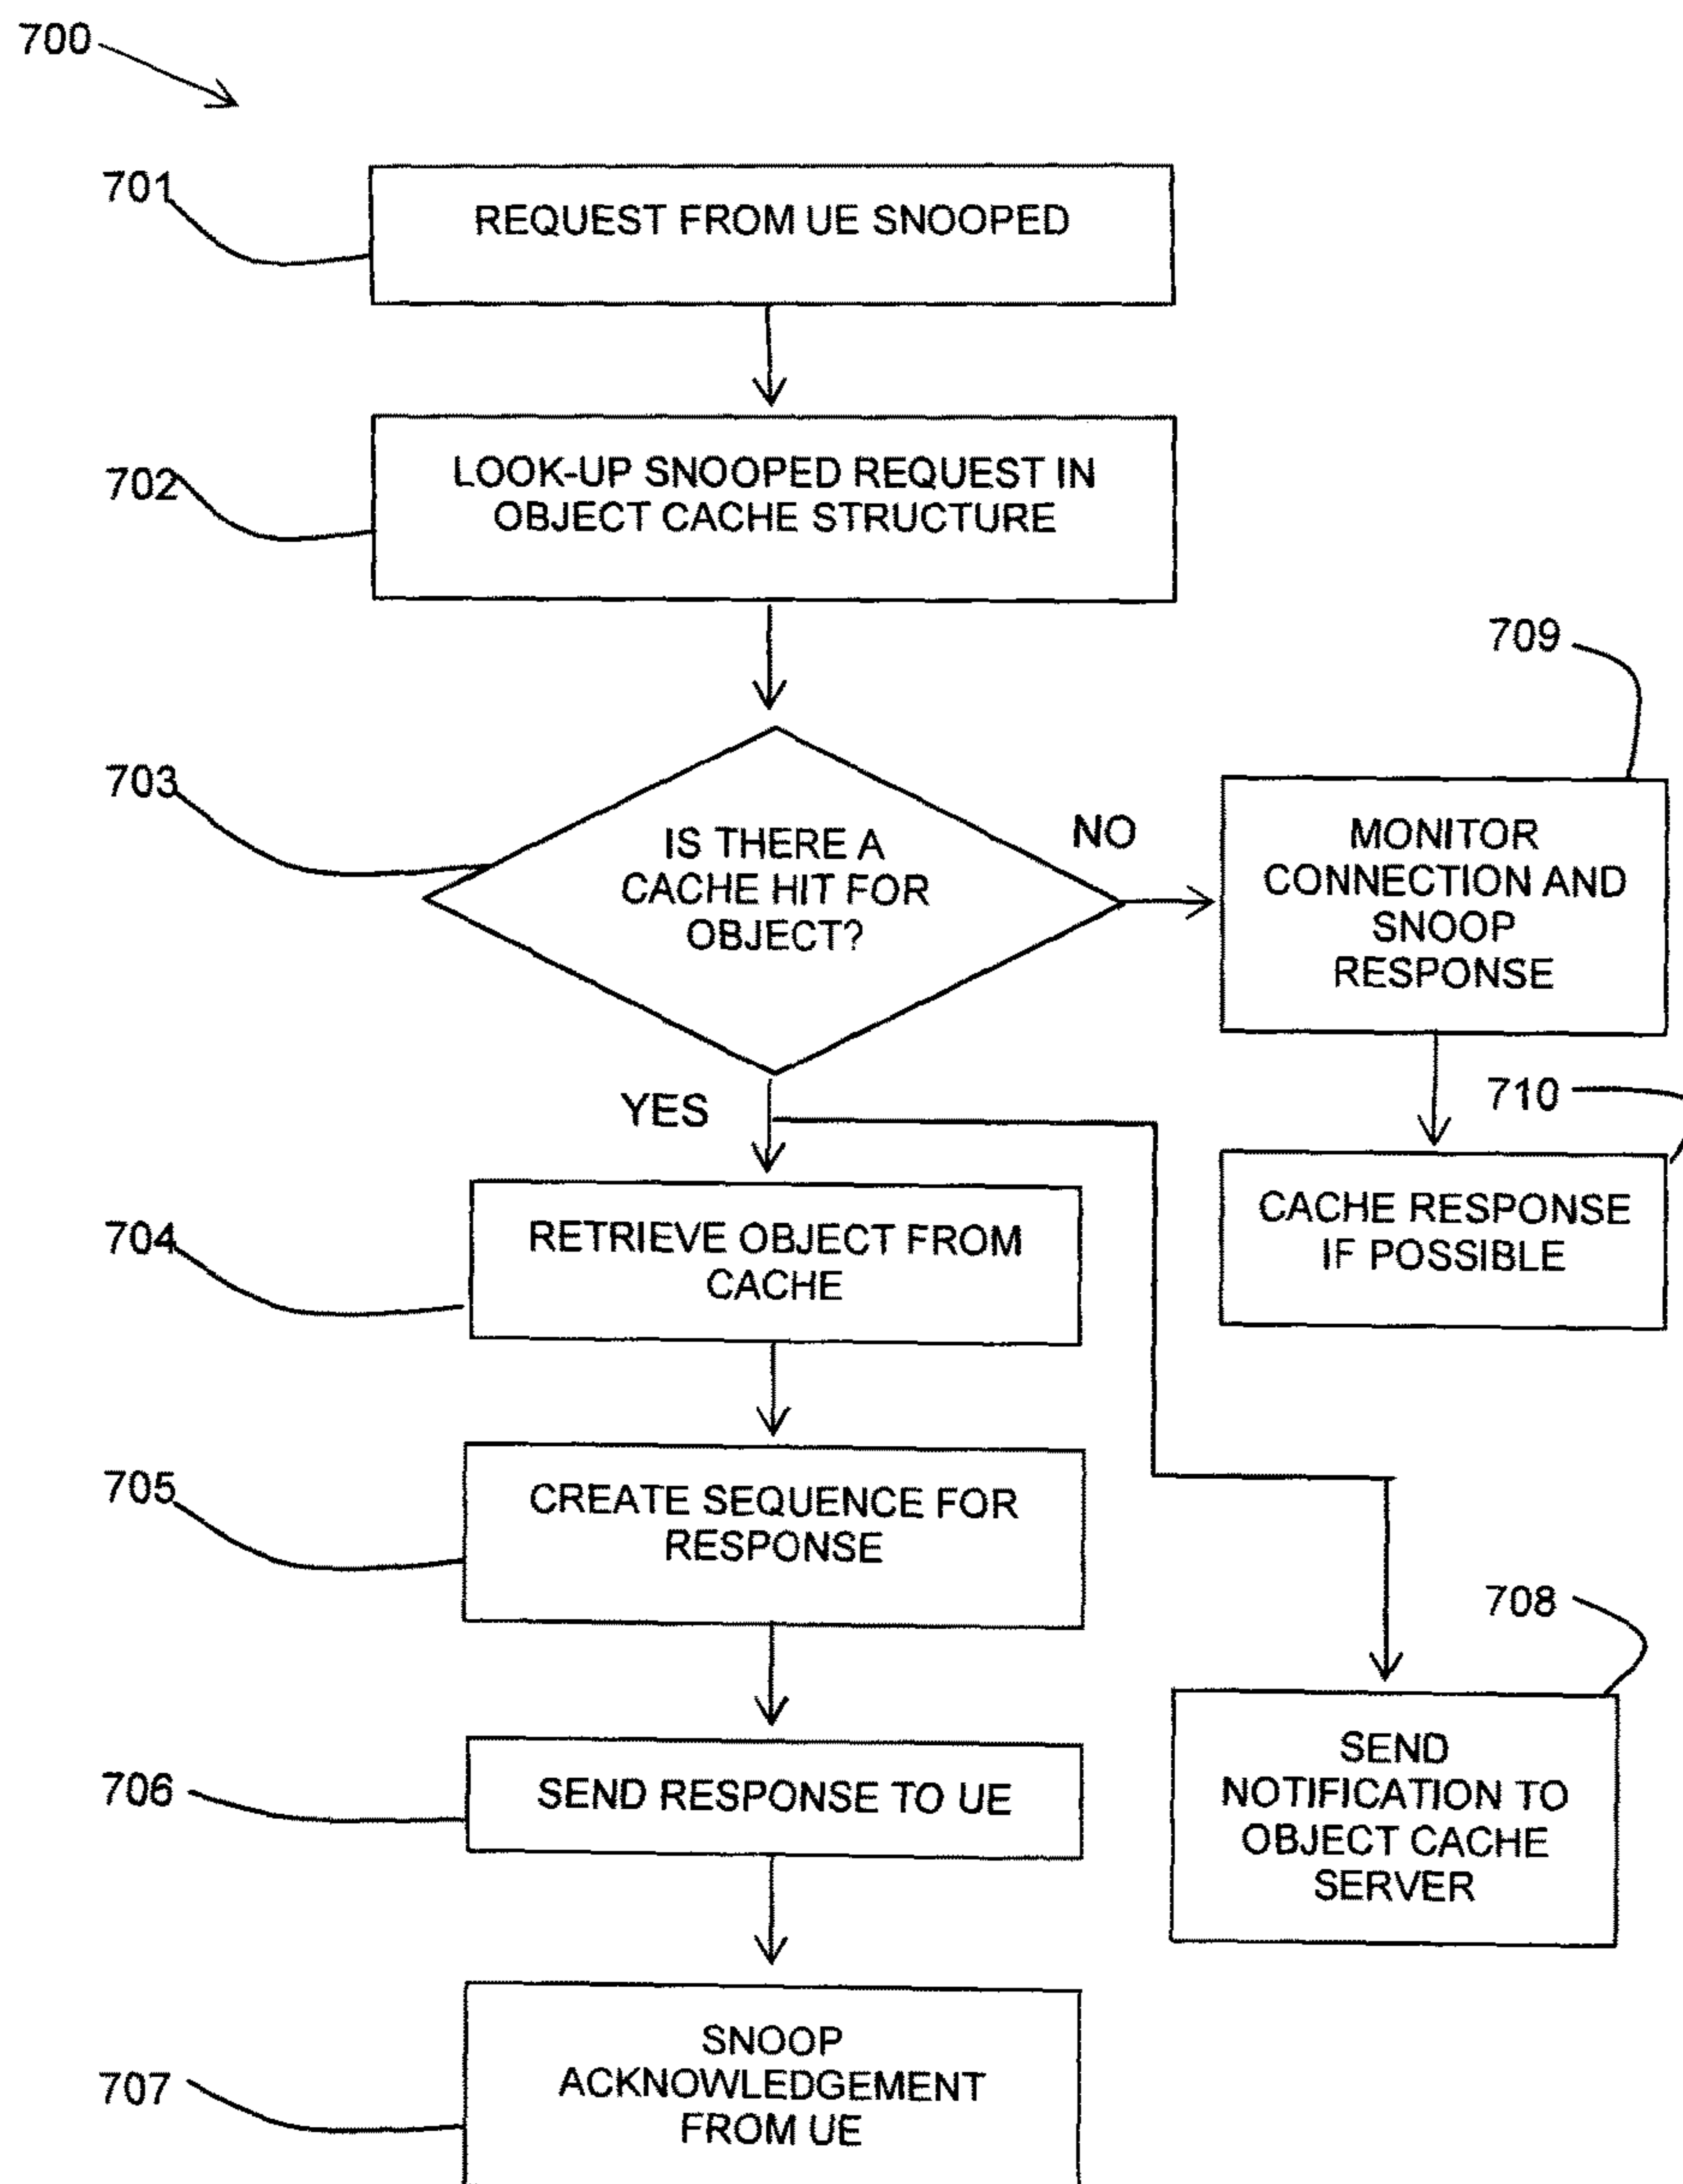 700
701
REQUEST FROM UE SNOOPED
702
LOOK-UP SNOOPED REQUEST IN
OBJECT CACHE STRUCTURE
703
IS THERE A
CACHE HIT FOR
OBJECT?
NO
709
MONITOR
CONNECTION AND
SNOOP
RESPONSE
710
CACHE RESPONSE
IF POSSIBLE
YES
704
RETRIEVE OBJECT FROM
CACHE
705
CREATE SEQUENCE FOR
RESPONSE
706
SEND RESPONSE TO UE
708
SEND
NOTIFICATION TO
OBJECT CACHE
SERVER
707
SNOOP
ACKNOWLEDGEMENT
FROM UE